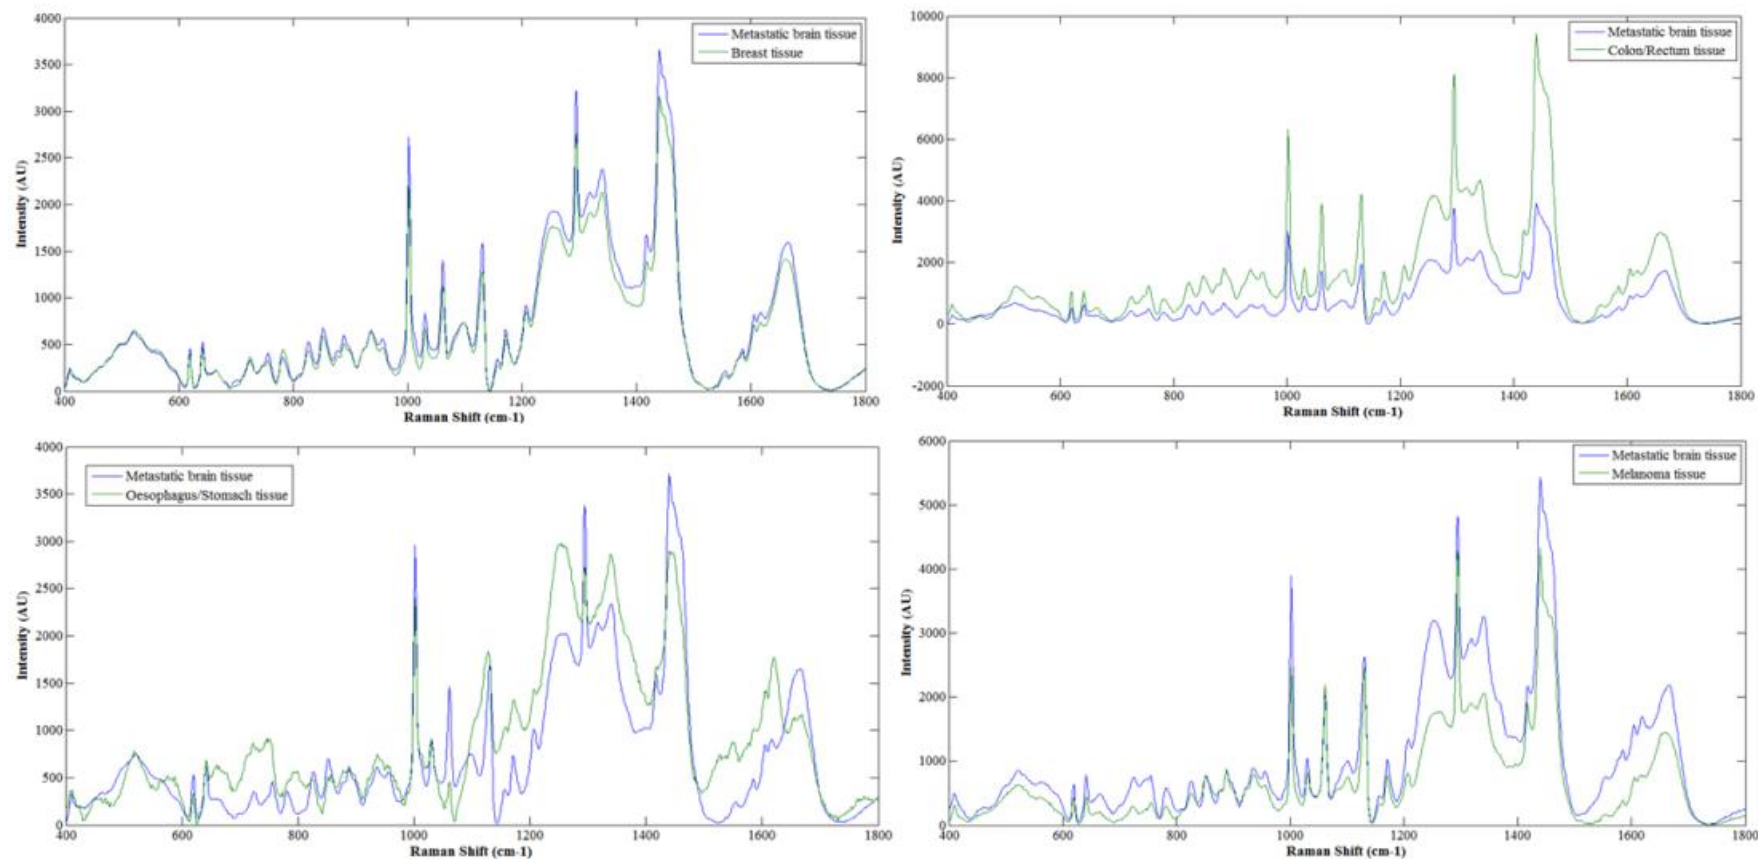 4000
3500
3000
2500
2000
1500
1000
500
0
Intensity (AU)
Metastatic brain tissue
Breast tissue
400 600 800 1000 1200 1400 1600 1800
Raman Shift (cm-1)
10000
8000
6000
4000
2000
0
-2000
Intensity (AU)
Metastatic brain tissue
Colon/Rectum tissue
400 600 800 1000 1200 1400 1600 1800
Raman Shift (cm-1)
4000
3500
3000
2500
2000
1500
1000
500
0
Intensity (AU)
Metastatic brain tissue
Oesophagus/Stomach tissue
400 600 800 1000 1200 1400 1600 1800
Raman Shift (cm-1)
6000
5000
4000
3000
2000
1000
0
Intensity (AU)
Metastatic brain tissue
Melanoma tissue
400 600 800 1000 1200 1400 1600 1800
Raman Shift (cm-1)